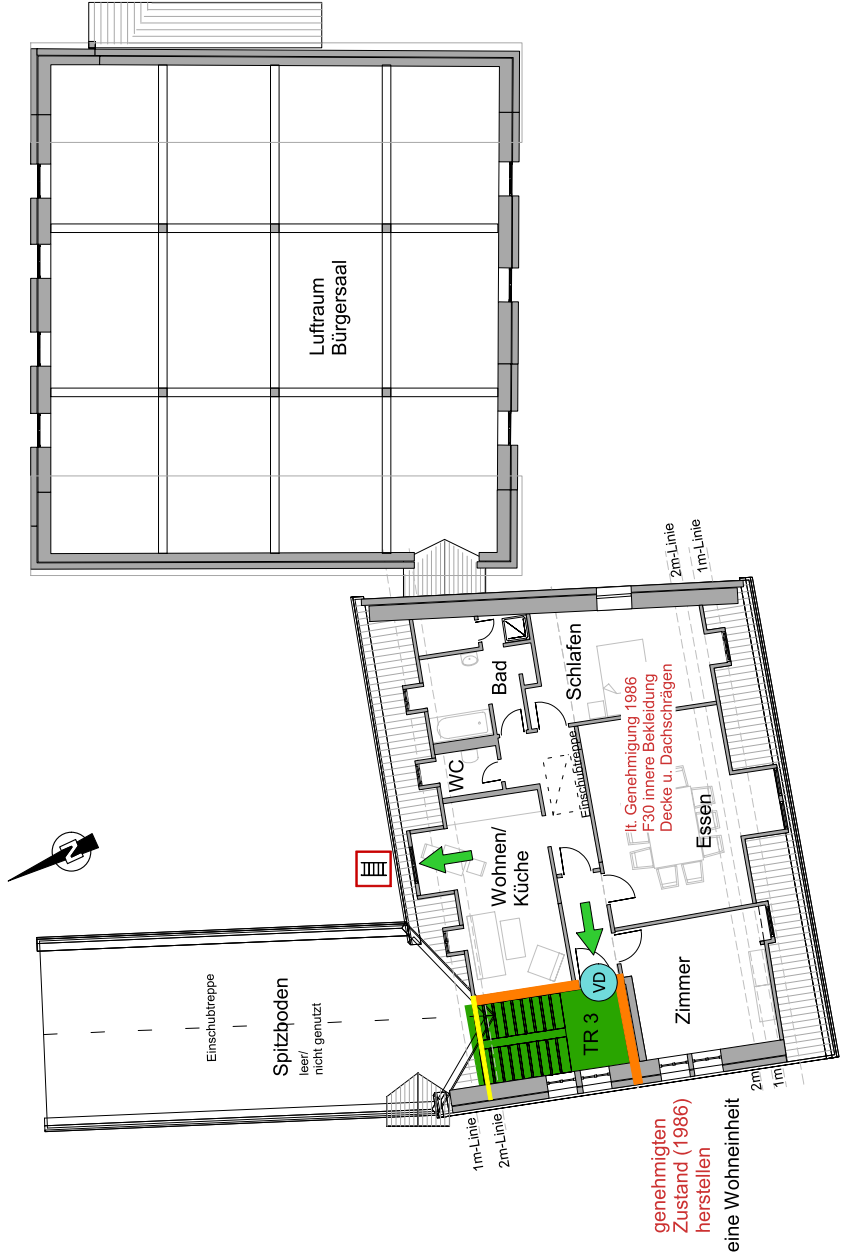 Luftraum
Bürgersaal
N
Einschubtreppe
Spitzboden
leer/
nicht genutzt
2m-Linie
1m-Linie
Bad
Schlafen
WC
Einschubtreppe
lt. Genehmigung 1986
F30 innere Bekleidung
Decke u. Dachschrägen
Wohnen/
Küche
Essen
VD
TR 3
Zimmer
1m-Linie
2m-Linie
2m
1m
genehmigten
Zustand (1986)
herstellen
eine Wohneinheit